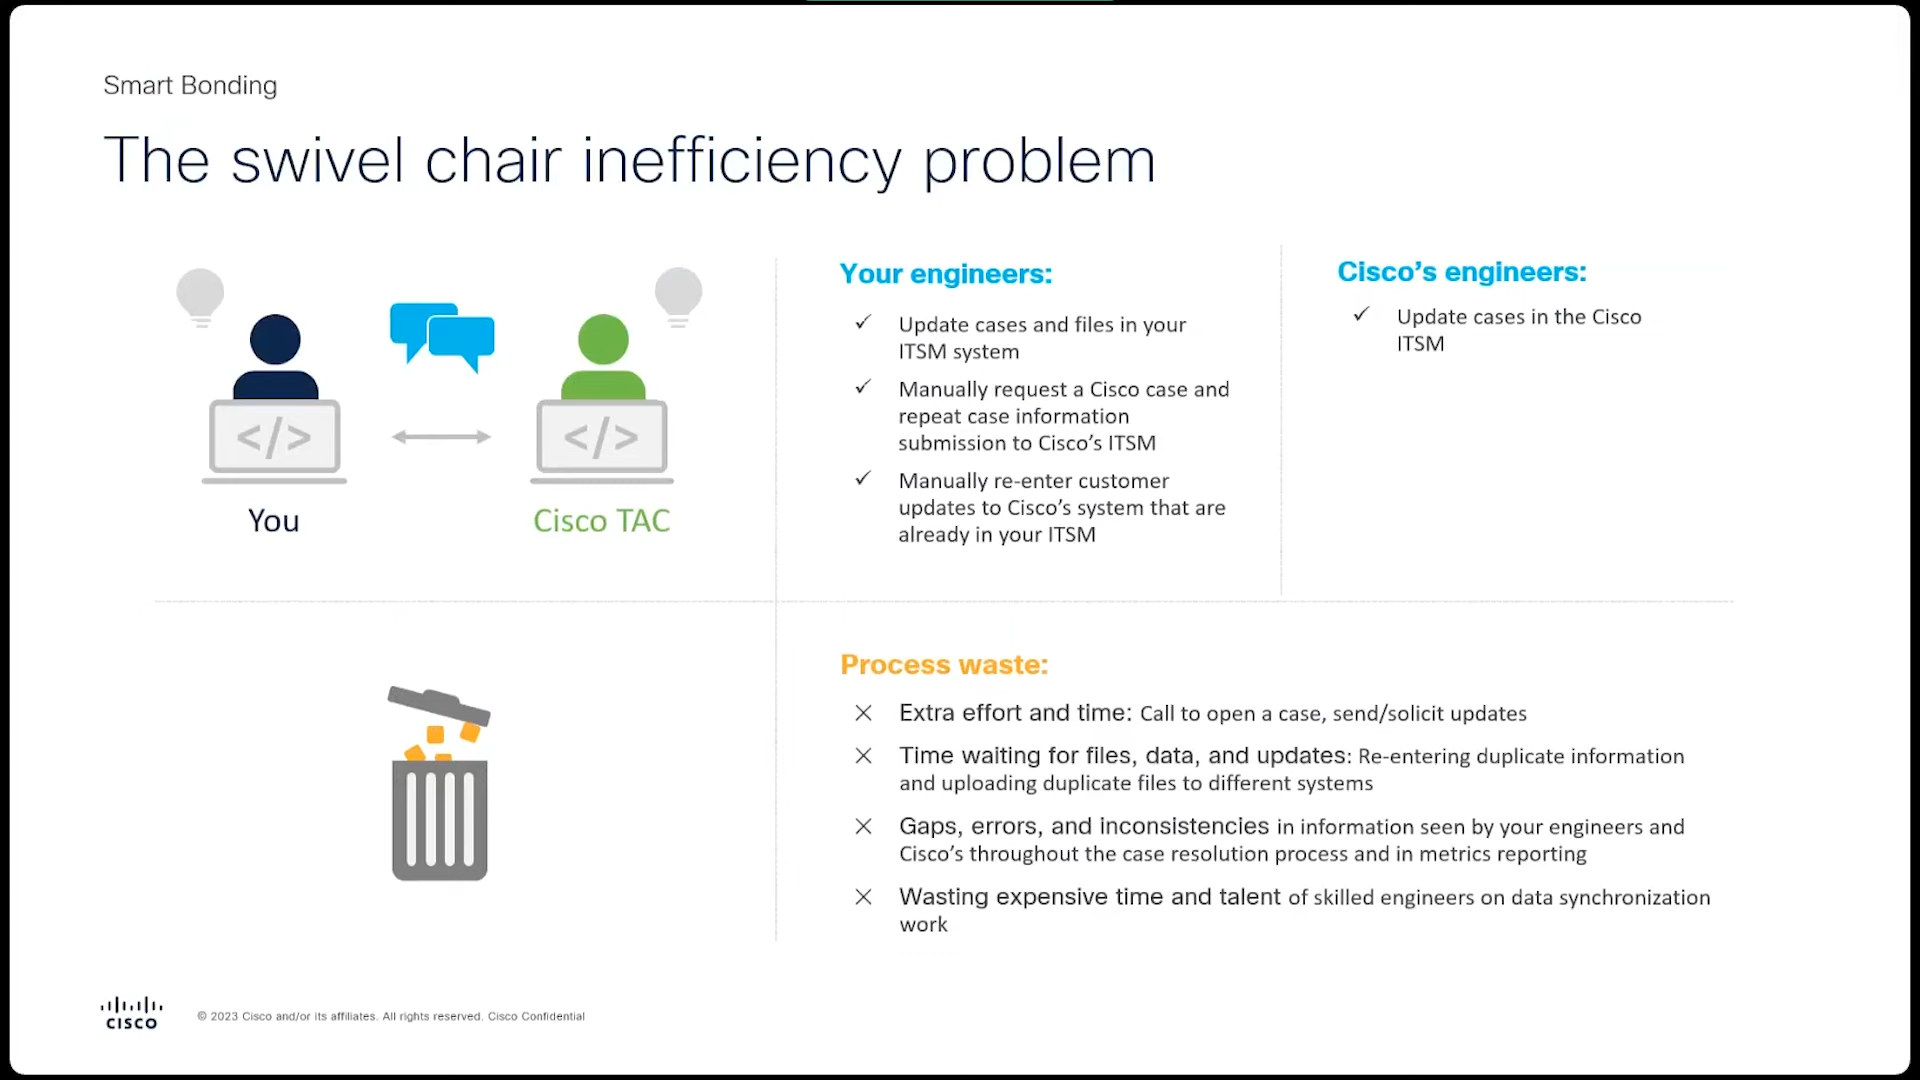 Smart Bonding
The swivel chair inefficiency problem
</>
</>
You
Cisco TAC
Your engineers:
✓ Update cases and files in your
ITSM system
✓ Manually request a Cisco case and
repeat case information
submission to Cisco’s ITSM
✓ Manually re-enter customer
updates to Cisco’s system that are
already in your ITSM
Cisco’s engineers:
✓ Update cases in the Cisco
ITSM
Process waste:
× Extra effort and time: Call to open a case, send/solicit updates
× Time waiting for files, data, and updates: Re-entering duplicate information
and uploading duplicate files to different systems
× Gaps, errors, and inconsistencies in information seen by your engineers and
Cisco’s throughout the case resolution process and in metrics reporting
× Wasting expensive time and talent of skilled engineers on data synchronization
work
CISCO
© 2023 Cisco and/or its affiliates. All rights reserved. Cisco Confidential